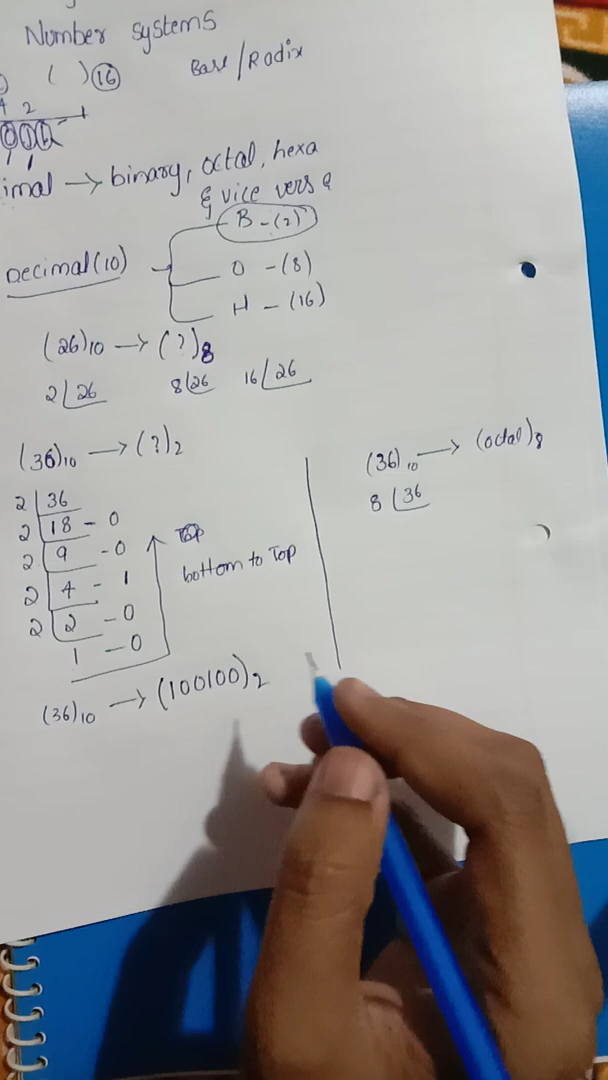 Number systems
( )16 Base/Radix
4 2 1
imal → binary, octal, hexa
& vice versa
B - (2)
Decimal(10)
O - (8)
H - (16)
(26)10 → (?)8
2 26 8 26 16 26
(36)10 → (?)2
2 36
2 18 - 0
2 9 - 0
2 4 - 1
2 2 - 0
1 - 0
bottom to Top
(36)10 → (100100)2
(36)10 → (octal)8
8 36